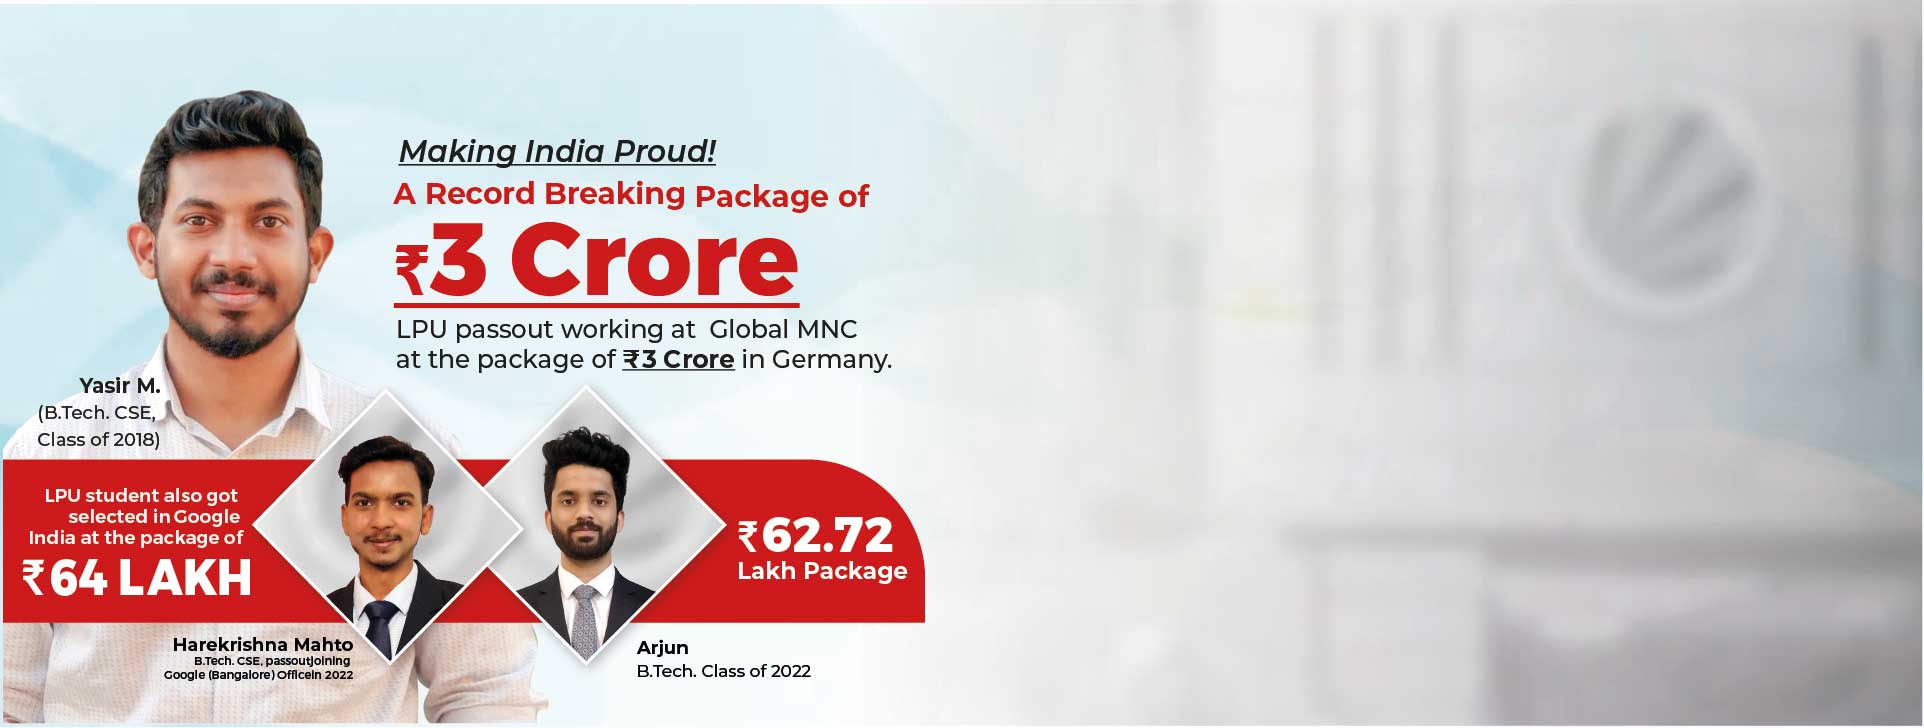 Making India Proud!
A Record Breaking Package of
₹3 Crore
LPU passout working at Global MNC
at the package of ₹3 Crore in Germany.
Yasir M.
(B.Tech. CSE,
Class of 2018)
LPU student also got
selected in Google
India at the package of
₹64 LAKH
Harekrishna Mahto
B.Tech. CSE, passoutjoining
Google (Bangalore) Officein 2022
₹62.72
Lakh Package
Arjun
B.Tech. Class of 2022